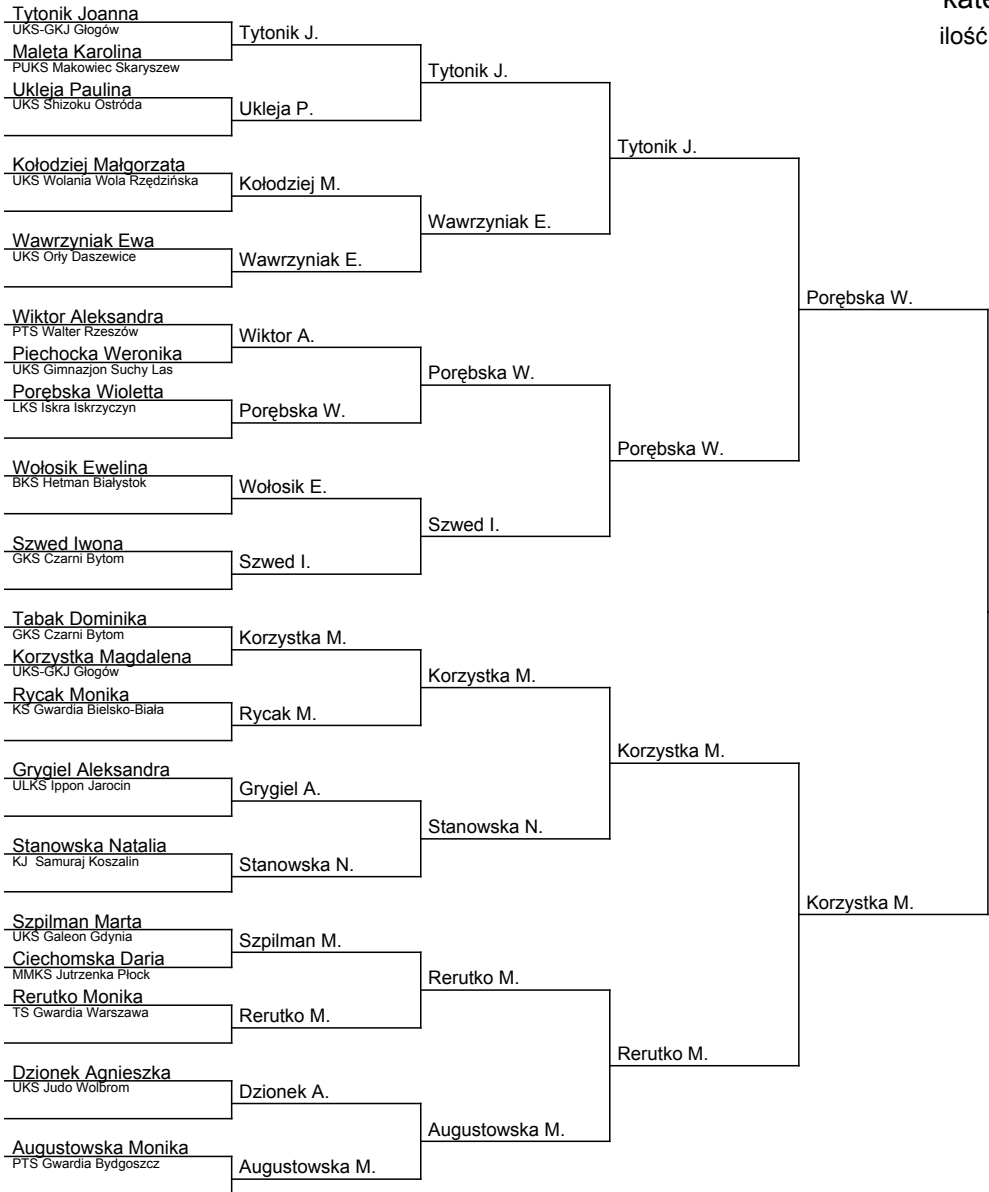 Tytonik Joanna
UKS-GKJ Głogów
Maleta Karolina
PUKS Makowiec Skaryszew
Ukleja Paulina
UKS Shizoku Ostróda
Kołodziej Małgorzata
UKS Wolania Wola Rzędzińska
Wawrzyniak Ewa
UKS Orły Daszewice
Wiktor Aleksandra
PTS Walter Rzeszów
Piechocka Weronika
UKS Gimnazjon Suchy Las
Porębska Wioletta
LKS Iskra Iskrzyczyn
Wołosik Ewelina
BKS Hetman Białystok
Szwed Iwona
GKS Czarni Bytom
Tabak Dominika
GKS Czarni Bytom
Korzystka Magdalena
UKS-GKJ Głogów
Rycak Monika
KS Gwardia Bielsko-Biała
Grygiel Aleksandra
ULKS Ippon Jarocin
Stanowska Natalia
KJ Samuraj Koszalin
Szpilman Marta
UKS Galeon Gdynia
Ciechomska Daria
MMKS Jutrzenka Płock
Rerutko Monika
TS Gwardia Warszawa
Dzionek Agnieszka
UKS Judo Wolbrom
Augustowska Monika
PTS Gwardia Bydgoszcz
Tytonik J.
Ukleja P.
Kołodziej M.
Wawrzyniak E.
Wiktor A.
Porębska W.
Wołosik E.
Szwed I.
Korzystka M.
Rycak M.
Grygiel A.
Stanowska N.
Szpilman M.
Rerutko M.
Dzionek A.
Augustowska M.
Tytonik J.
Wawrzyniak E.
Porębska W.
Szwed I.
Korzystka M.
Stanowska N.
Rerutko M.
Augustowska M.
Tytonik J.
Porębska W.
Korzystka M.
Rerutko M.
Porębska W.
Korzystka M.
ilość